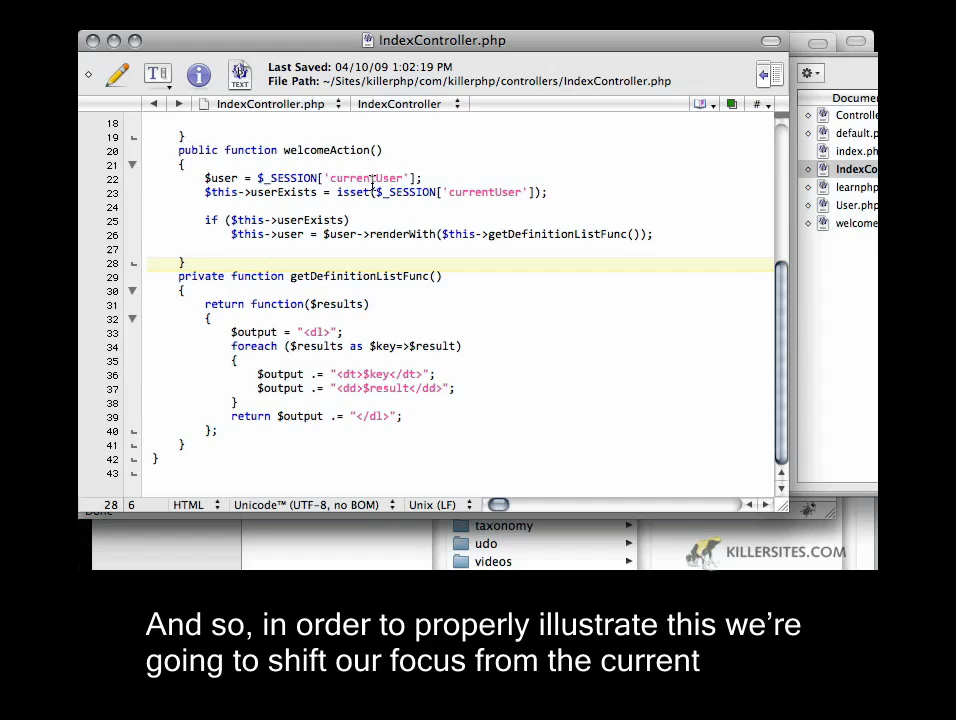 IndexController.php
Last Saved: 04/10/09 1:02:19 PM
File Path: ~/Sites/killerphp/com/killerphp/controllers/IndexController.php
TEXT
IndexController.php IndexController #
18
19 }
20 public function welcomeAction()
21 {
22 $user = $_SESSION['currentUser'];
23 $this->userExists = isset($_SESSION['currentUser']);
24
25 if ($this->userExists)
26 $this->user = $user->renderWith($this->getDefinitionListFunc());
27
28 }
29 private function getDefinitionListFunc()
30 {
31 return function($results)
32 {
33 $output = "<dl>";
34 foreach ($results as $key=>$result)
35 {
36 $output .= "<dt>$key</dt>";
37 $output .= "<dd>$result</dd>";
38 }
39 return $output .= "</dl>";
40 };
41 }
42 }
43
28 6 HTML Unicode™ (UTF-8, no BOM) Unix (LF)
Docume
Controlle
default.p
index.ph
IndexCo
learnphp
User.php
welcome
Done
taxonomy
udo
videos
KILLERSITES.COM
And so, in order to properly illustrate this we're
going to shift our focus from the current